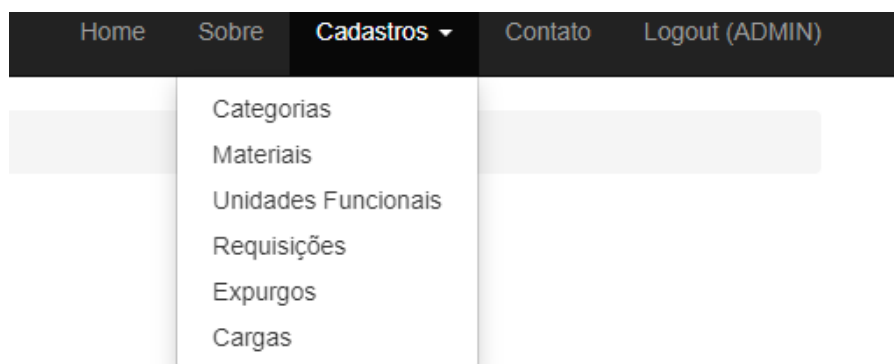 Home Sobre Cadastros Contato Logout (ADMIN)
Categorias
Materiais
Unidades Funcionais
Requisições
Expurgos
Cargas